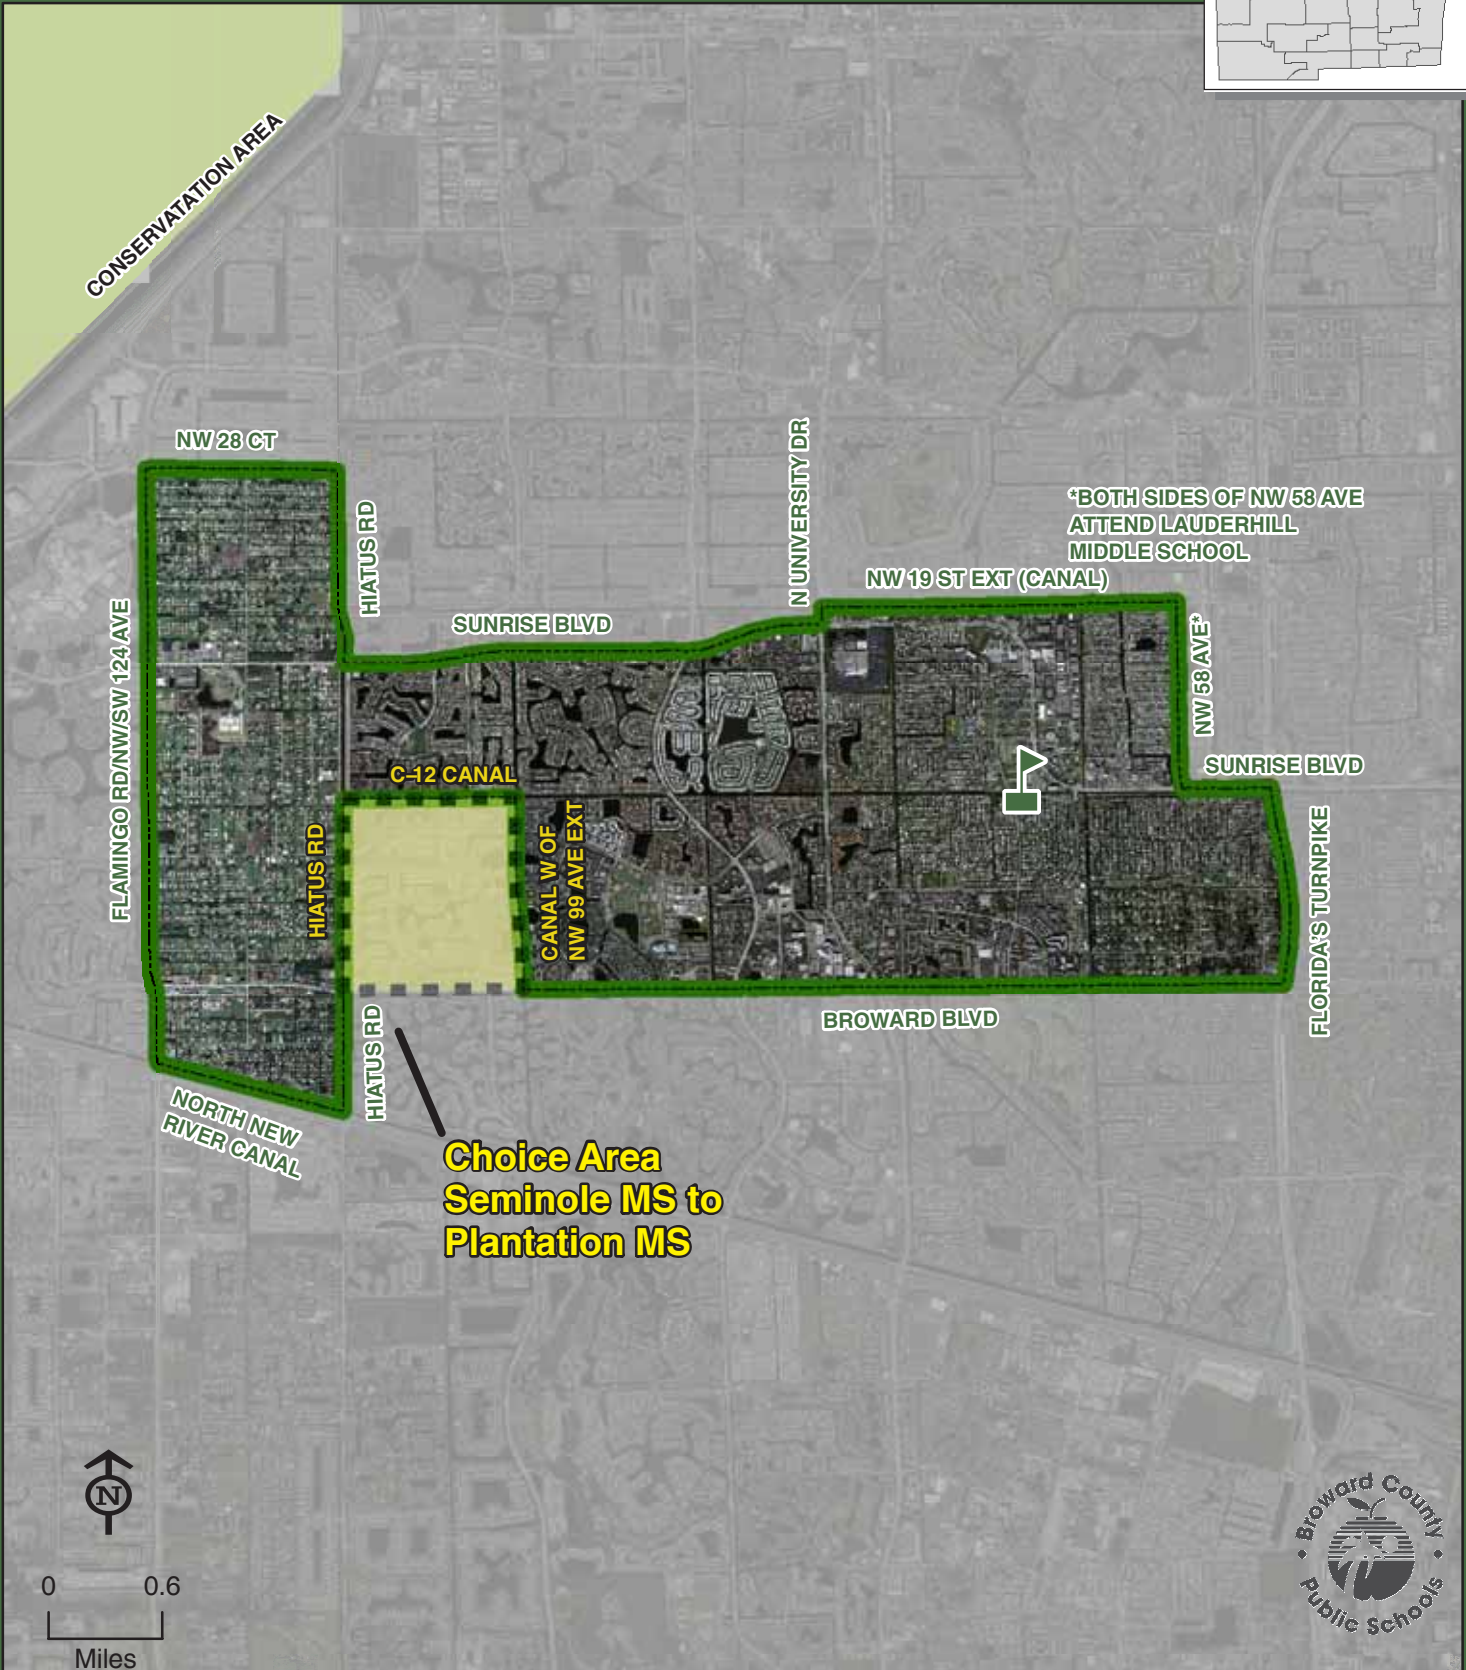 CONSERVATATION AREA
NW 28 CT
HIATUS RD
N UNIVERSITY DR
*BOTH SIDES OF NW 58 AVE
ATTEND LAUDERHILL
MIDDLE SCHOOL
NW 19 ST EXT (CANAL)
SUNRISE BLVD
FLAMINGO RD/NW/SW 124 AVE
NW 58 AVE*
SUNRISE BLVD
C-12 CANAL
HIATUS RD
CANAL W OF
NW 99 AVE EXT
FLORIDA'S TURNPIKE
BROWARD BLVD
HIATUS RD
NORTH NEW
RIVER CANAL
Choice Area
Seminole MS to
Plantation MS
N
0 0.6
Miles
Broward County
Public Schools